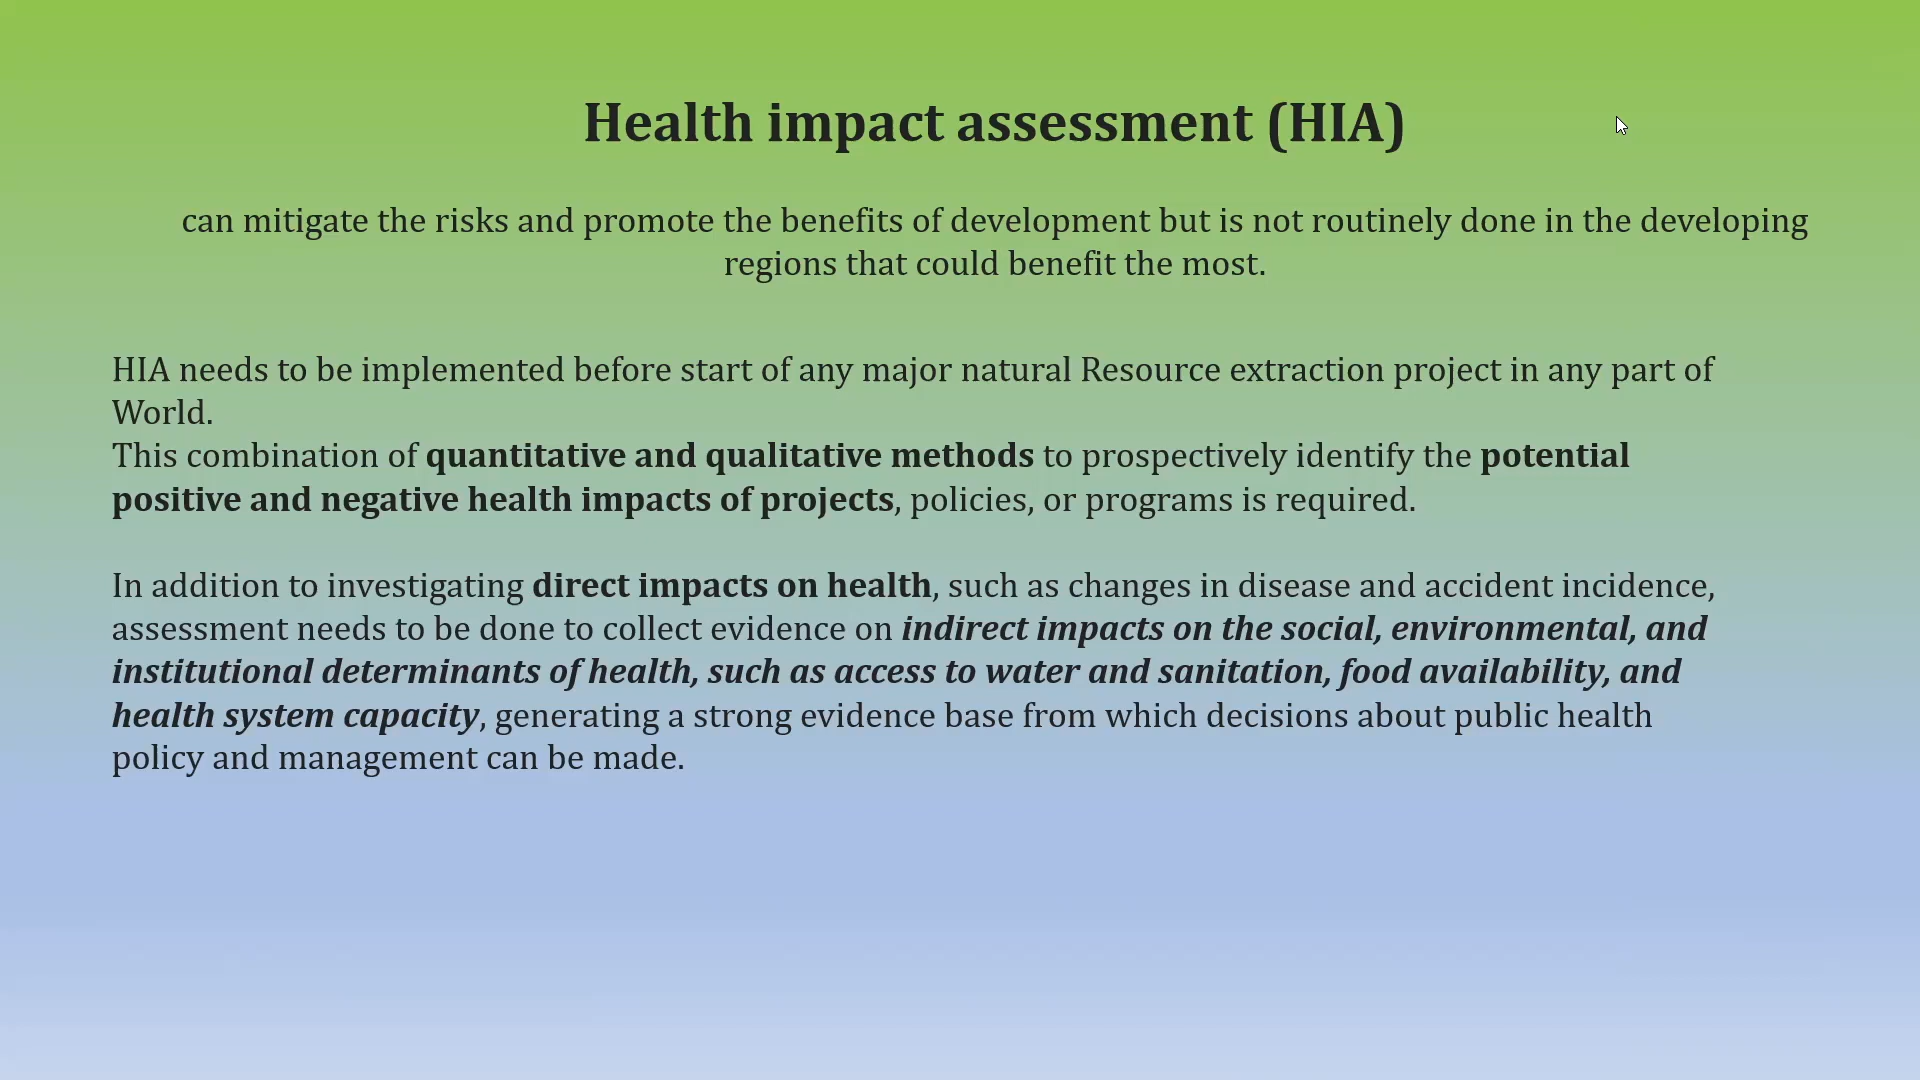 Health impact assessment (HIA)
can mitigate the risks and promote the benefits of development but is not routinely done in the developing
regions that could benefit the most.
HIA needs to be implemented before start of any major natural Resource extraction project in any part of
World.
This combination of quantitative and qualitative methods to prospectively identify the potential
positive and negative health impacts of projects, policies, or programs is required.
In addition to investigating direct impacts on health, such as changes in disease and accident incidence,
assessment needs to be done to collect evidence on indirect impacts on the social, environmental, and
institutional determinants of health, such as access to water and sanitation, food availability, and
health system capacity, generating a strong evidence base from which decisions about public health
policy and management can be made.